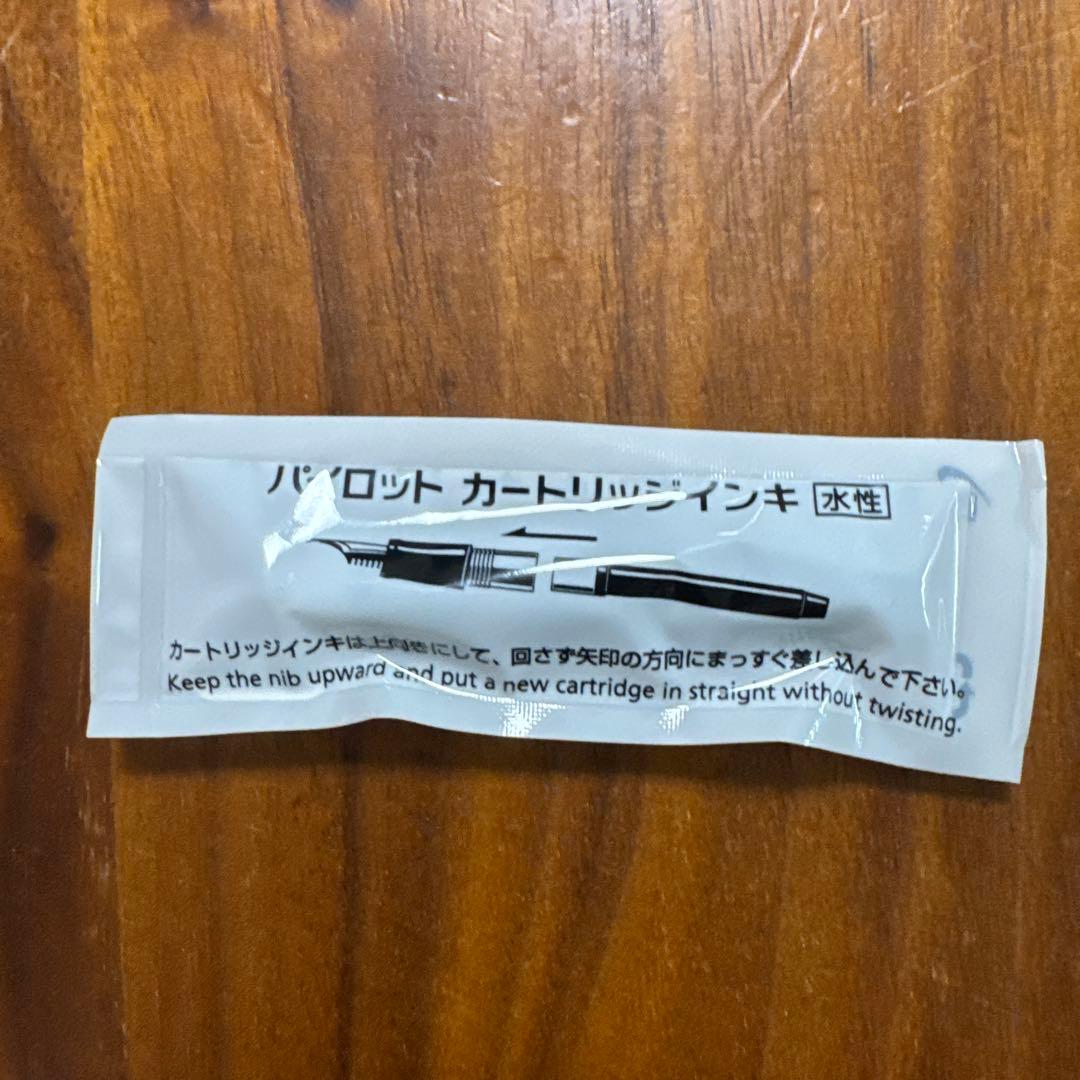 パイロット カートリッジインキ 水性
カートリッジインキは上向きにして、回さず矢印の方向にまっすぐ差し込んで下さい。
Keep the nib upward and put a new cartridge in straight without twisting.